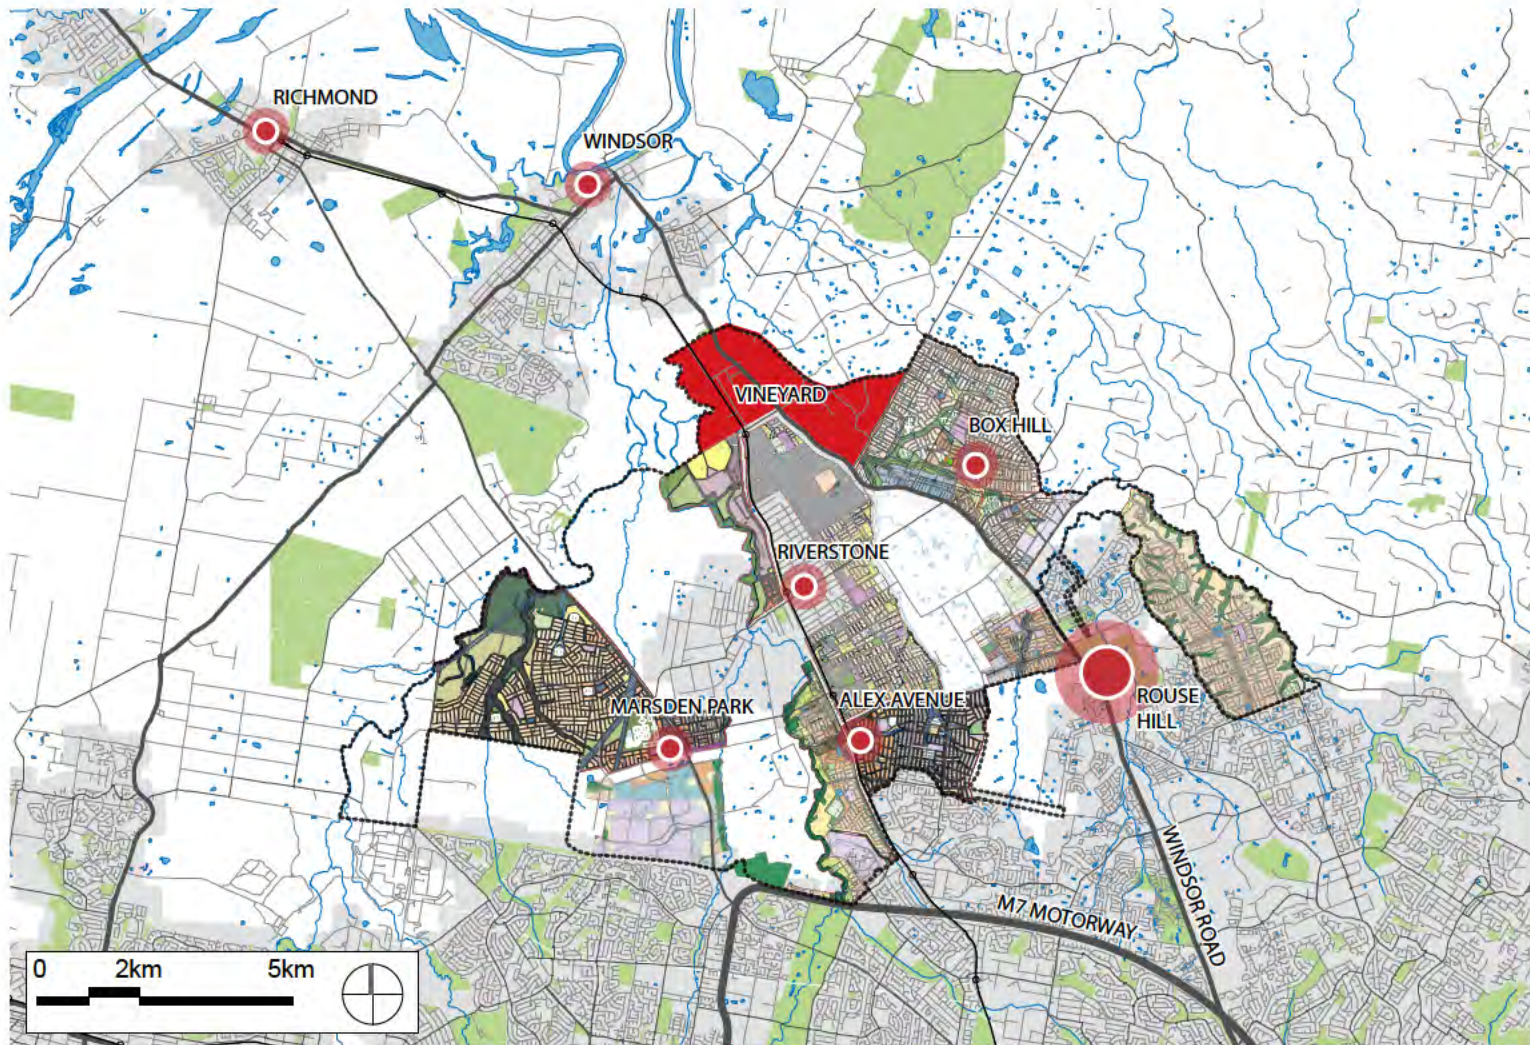 RICHMOND
WINDSOR
VINEYARD
BOX HILL
RIVERSTONE
MARSDEN PARK
ALEX AVENUE
ROUSE
HILL
WINDSOR ROAD
M7 MOTORWAY
0 2km 5km